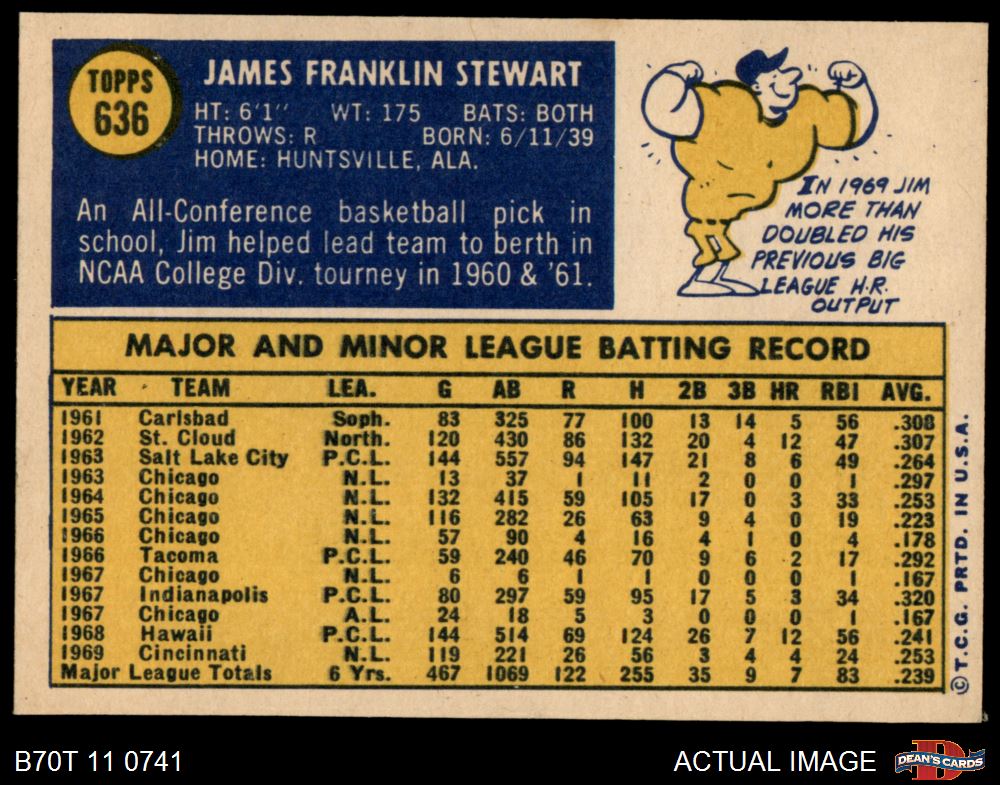 TOPPS
636
JAMES FRANKLIN STEWART
HT: 6'1" WT: 175 BATS: BOTH
THROWS: R BORN: 6/11/39
HOME: HUNTSVILLE, ALA.
An All-Conference basketball pick in
school, Jim helped lead team to berth in
NCAA College Div. tourney in 1960 & '61.
IN 1969 JIM
MORE THAN
DOUBLED HIS
PREVIOUS BIG
LEAGUE H.R.
OUTPUT
MAJOR AND MINOR LEAGUE BATTING RECORD
YEAR TEAM LEA. G AB R H 2B 3B HR RBI AVG.
1961 Carlsbad Soph. 83 325 77 100 13 14 5 56 .308
1962 St. Cloud North. 120 430 86 132 20 4 12 47 .307
1963 Salt Lake City P.C.L. 144 557 94 147 21 8 6 49 .264
1963 Chicago N.L. 13 37 1 11 2 0 0 1 .297
1964 Chicago N.L. 132 415 59 105 17 0 3 33 .253
1965 Chicago N.L. 116 282 26 63 9 4 0 19 .223
1966 Chicago N.L. 57 90 4 16 4 1 0 4 .178
1966 Tacoma P.C.L. 59 240 46 70 9 6 2 17 .292
1967 Chicago N.L. 6 6 1 1 0 0 0 1 .167
1967 Indianapolis P.C.L. 80 297 59 95 17 5 3 34 .320
1967 Chicago A.L. 24 18 5 3 0 0 0 1 .167
1968 Hawaii P.C.L. 144 514 69 124 26 7 12 56 .241
1969 Cincinnati N.L. 119 221 26 56 3 4 4 24 .253
Major League Totals 6 Yrs. 467 1069 122 255 35 9 7 83 .239
© T.C.G. PRTD. IN U.S.A.
B70T 11 0741
ACTUAL IMAGE
DEAN'S CARDS